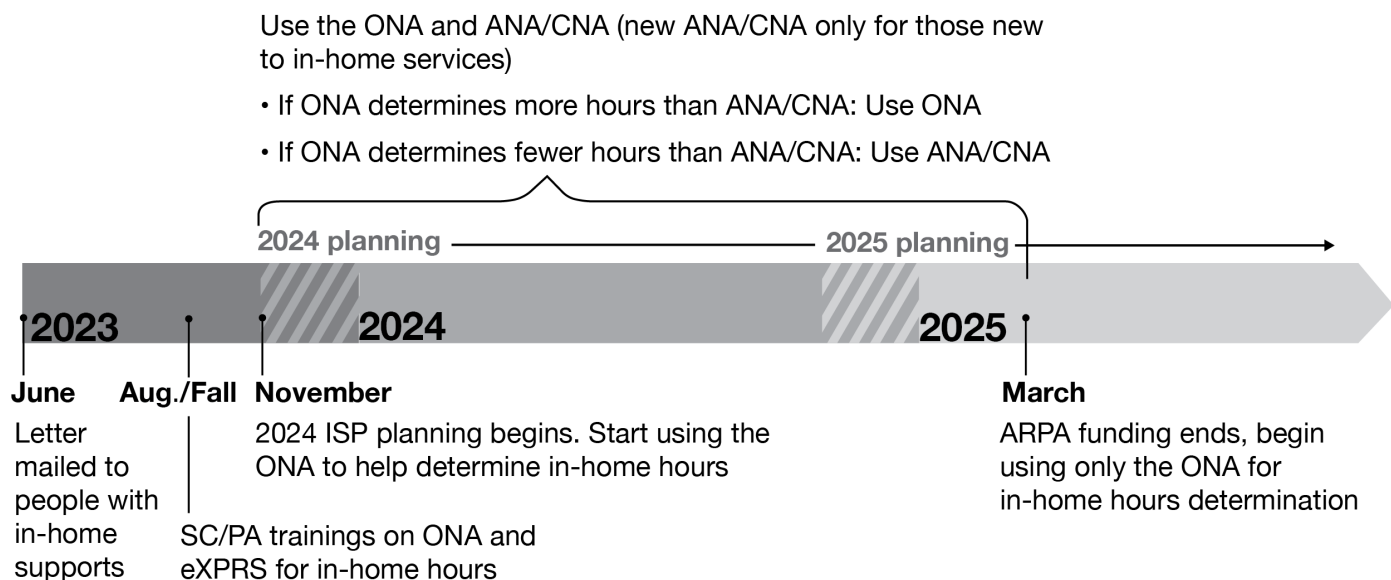 Use the ONA and ANA/CNA (new ANA/CNA only for those new
to in-home services)
• If ONA determines more hours than ANA/CNA: Use ONA
• If ONA determines fewer hours than ANA/CNA: Use ANA/CNA
2024 planning
2025 planning
2023
2024
2025
June
Letter
mailed to
people with
in-home
supports
Aug./Fall
SC/PA trainings on ONA and
eXPRS for in-home hours
November
2024 ISP planning begins. Start using the
ONA to help determine in-home hours
March
ARPA funding ends, begin
using only the ONA for
in-home hours determination